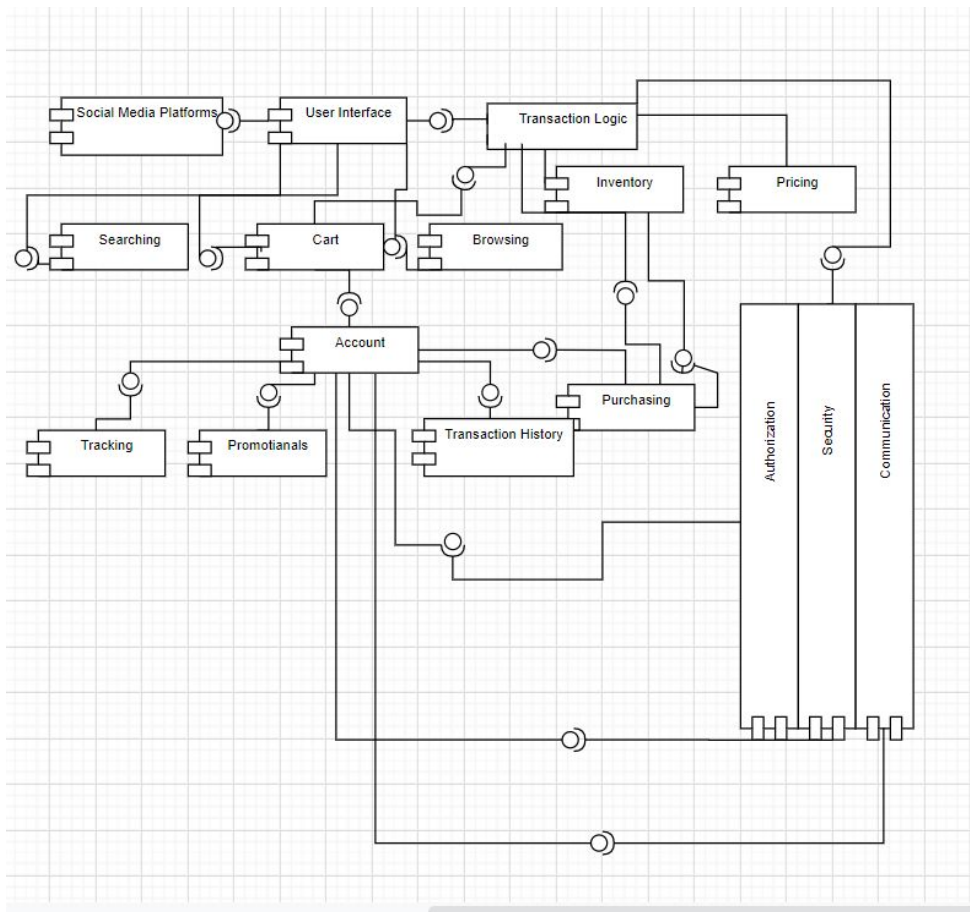 Social Media Platforms
User Interface
Transaction Logic
Inventory
Pricing
Searching
Cart
Browsing
Account
Purchasing
Tracking
Promotianals
Transaction History
Authorization
Security
Communication